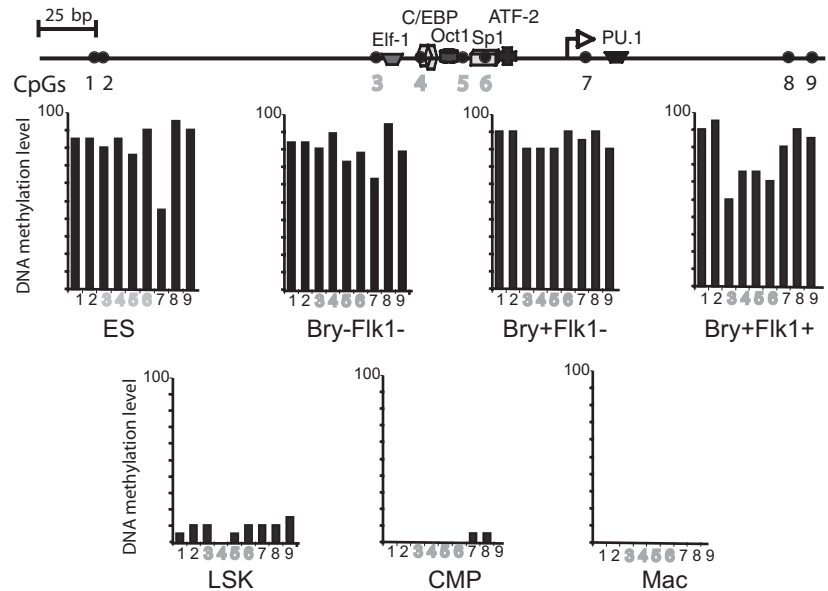 25 bp
C/EBP ATF-2
Elf-1 Oct1 Sp1 PU.1
CpGs 1 2 3 4 5 6 7 8 9
DNA methylation level
100
1 2 3 4 5 6 7 8 9
ES
100
1 2 3 4 5 6 7 8 9
Bry-Flk1-
100
1 2 3 4 5 6 7 8 9
Bry+Flk1-
100
1 2 3 4 5 6 7 8 9
Bry+Flk1+
DNA methylation level
100
1 2 3 4 5 6 7 8 9
LSK
100
1 2 3 4 5 6 7 8 9
CMP
100
1 2 3 4 5 6 7 8 9
Mac